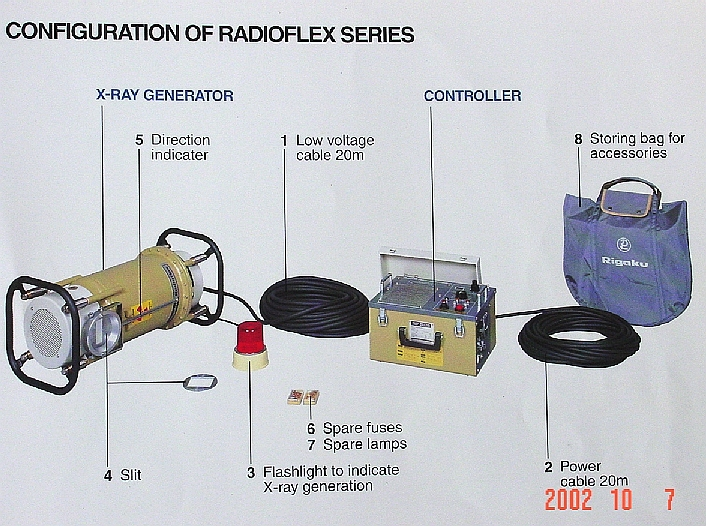 CONFIGURATION OF RADIOFLEX SERIES
X-RAY GENERATOR
CONTROLLER
5 Direction
indicater
1 Low voltage
cable 20m
8 Storing bag for
accessories
Rigaku
6 Spare fuses
7 Spare lamps
4 Slit
3 Flashlight to indicate
X-ray generation
2 Power
cable 20m
2002 10 7